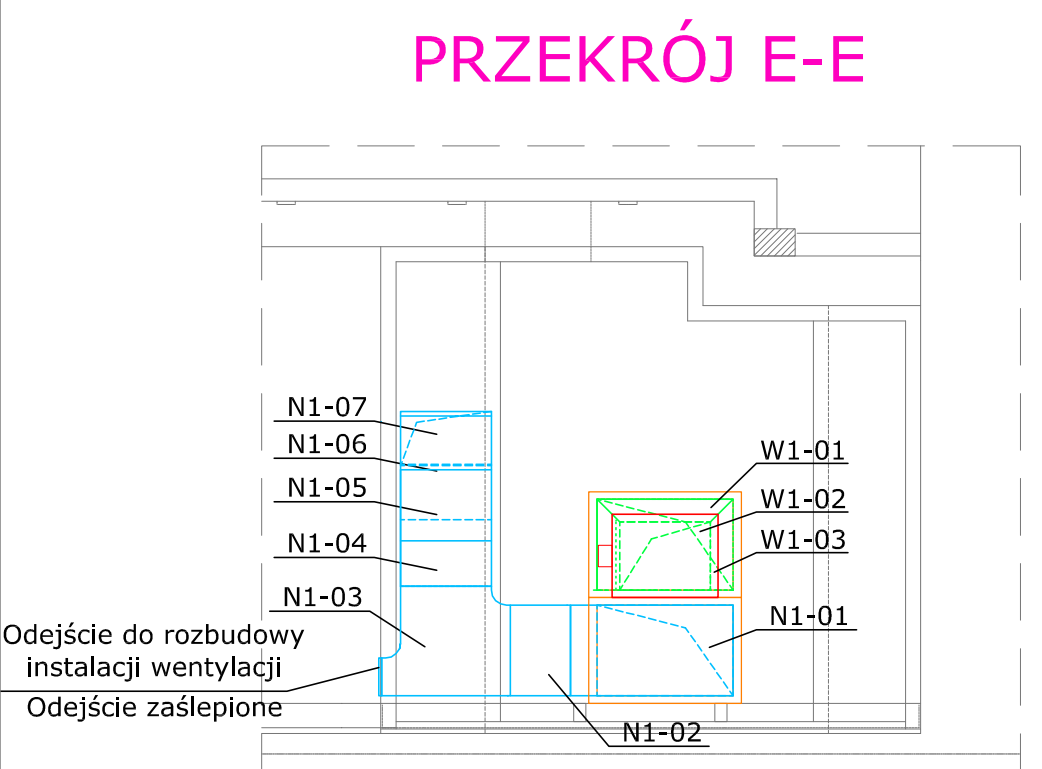 PRZEKRÓJ E-E
N1-07
N1-06
N1-05
N1-04
N1-03
Odejście do rozbudowy
instalacji wentylacji
Odejście zaślepione
W1-01
W1-02
W1-03
N1-01
N1-02